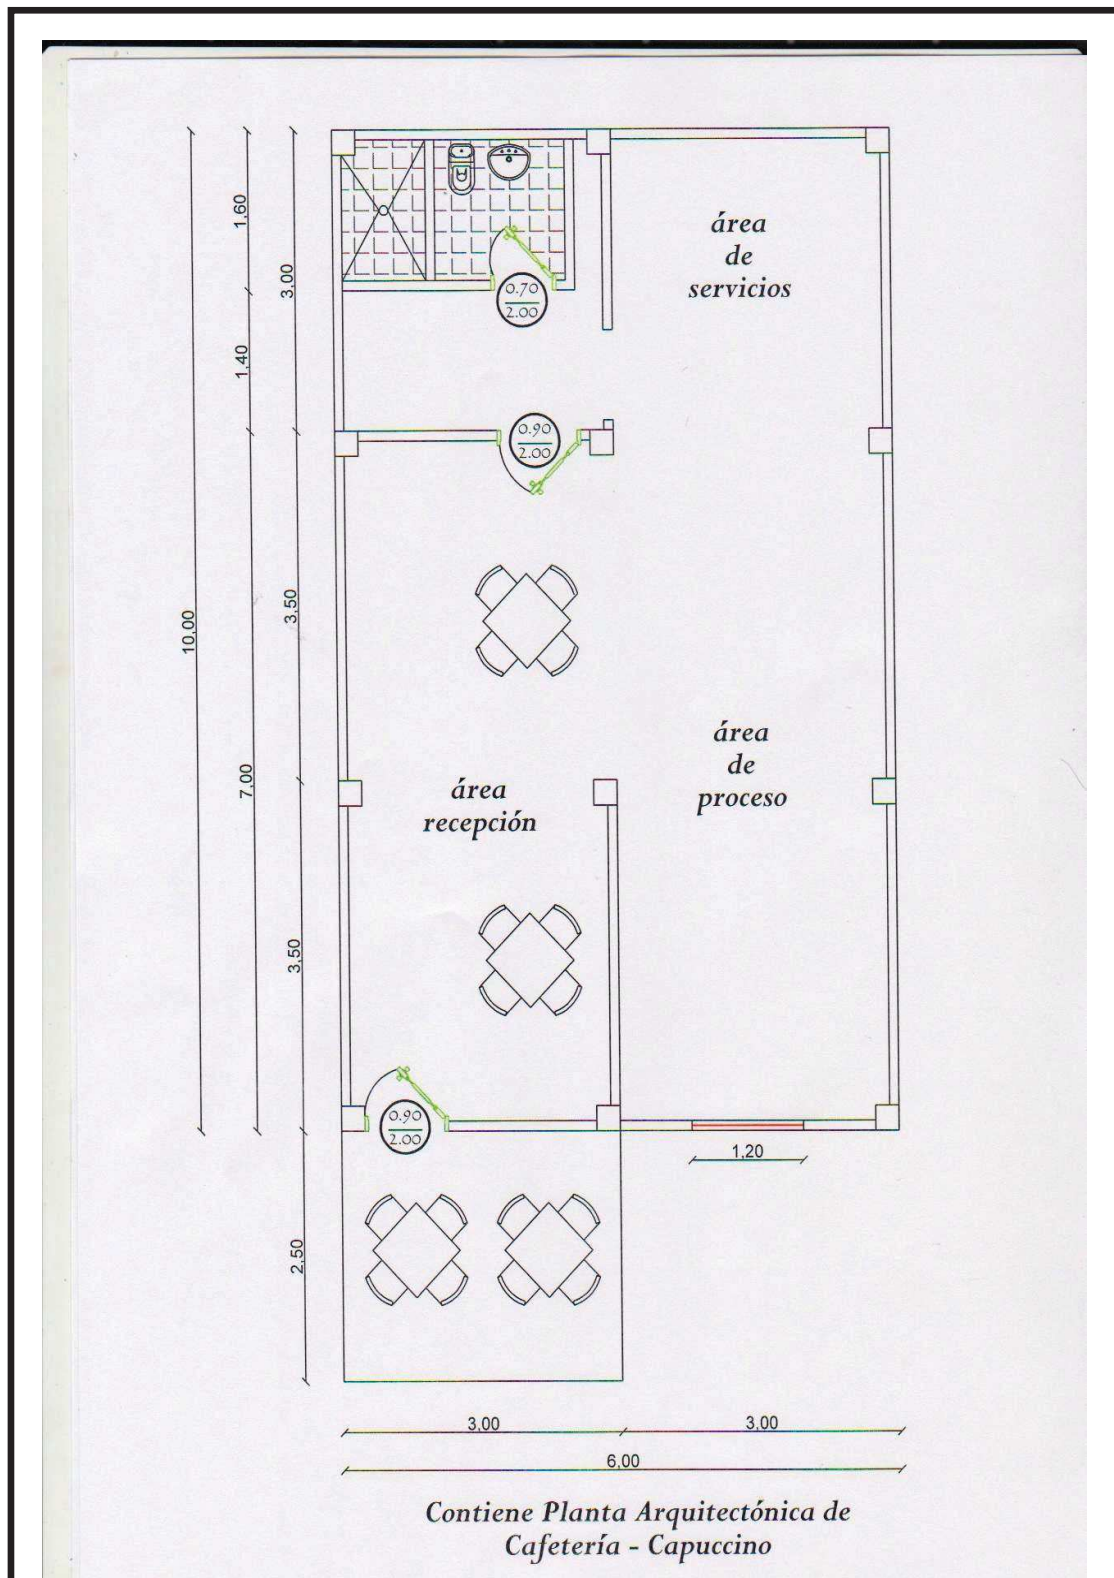 área
de
servicios
1,60
3,00
0.70
2.00
1,40
0.90
2.00
10,00
3,50
7,00
área
recepción
área
de
proceso
3,50
0.90
2.00
1,20
2,50
3,00
3,00
6,00
Contiene Planta Arquitectónica de
Cafetería - Capuccino